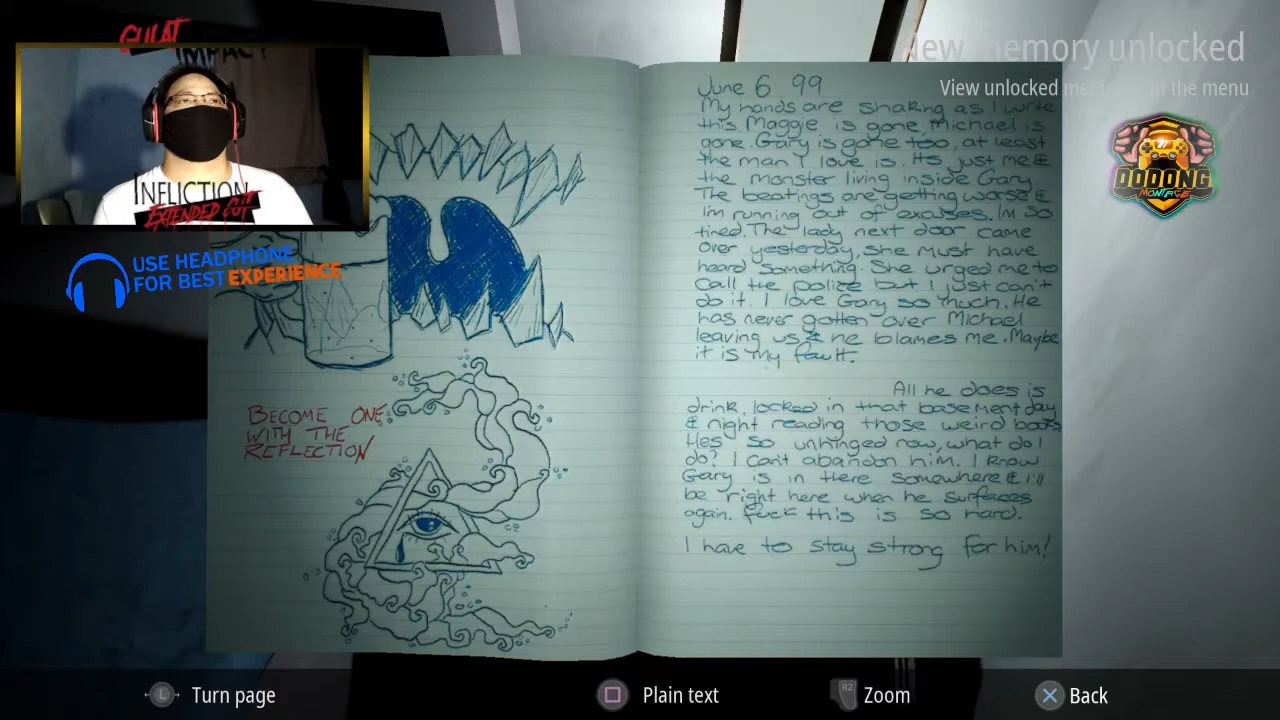 GULAT
IMPACT
New memory unlocked
View unlocked memories in the menu
DODONG
MONTAGE
INFLICTION
EXTENDED CUT
USE HEADPHONE
FOR BEST EXPERIENCE
BECOME ONE
WITH THE
REFLECTION
June 6 99
My hands are shaking as I write
this Maggie is gone, Michael is
gone. Gary is gone too, at least
the man I love is. Its just me &
the monster living inside Gary.
The beatings are getting worse &
I'm running out of excuses. I'm so
tired. The lady next door came
over yesterday, she must have
heard something. She urged me to
call the police but I just can't
do it. I love Gary so much. He
has never gotten over Michael
leaving us & he blames me. Maybe
it is my fault.
All he does is
drink, locked in that basement day
& night reading those weird books
Hes so unhinged now, what do I
do? I can't abandon him. I know
Gary is in there somewhere & I'll
be right here when he surfaces
again. Fuck this is so hard.
I have to stay strong for him!
L Turn page
Plain text
R2 Zoom
Back